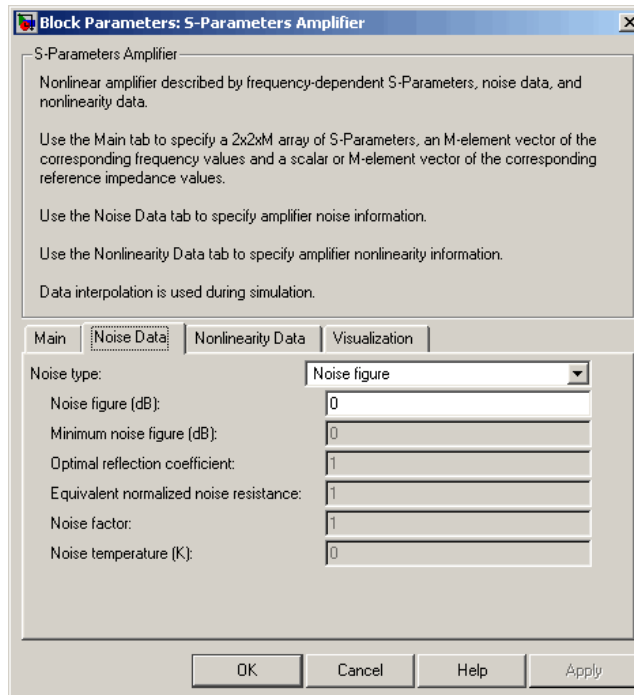 Block Parameters: S-Parameters Amplifier
S-Parameters Amplifier
Nonlinear amplifier described by frequency-dependent S-Parameters, noise data, and
nonlinearity data.
Use the Main tab to specify a 2x2xM array of S-Parameters, an M-element vector of the
corresponding frequency values and a scalar or M-element vector of the corresponding
reference impedance values.
Use the Noise Data tab to specify amplifier noise information.
Use the Nonlinearity Data tab to specify amplifier nonlinearity information.
Data interpolation is used during simulation.
Main Noise Data Nonlinearity Data Visualization
Noise type: Noise figure
Noise figure (dB): 0
Minimum noise figure (dB): 0
Optimal reflection coefficient: 1
Equivalent normalized noise resistance: 1
Noise factor: 1
Noise temperature (K): 0
OK Cancel Help Apply